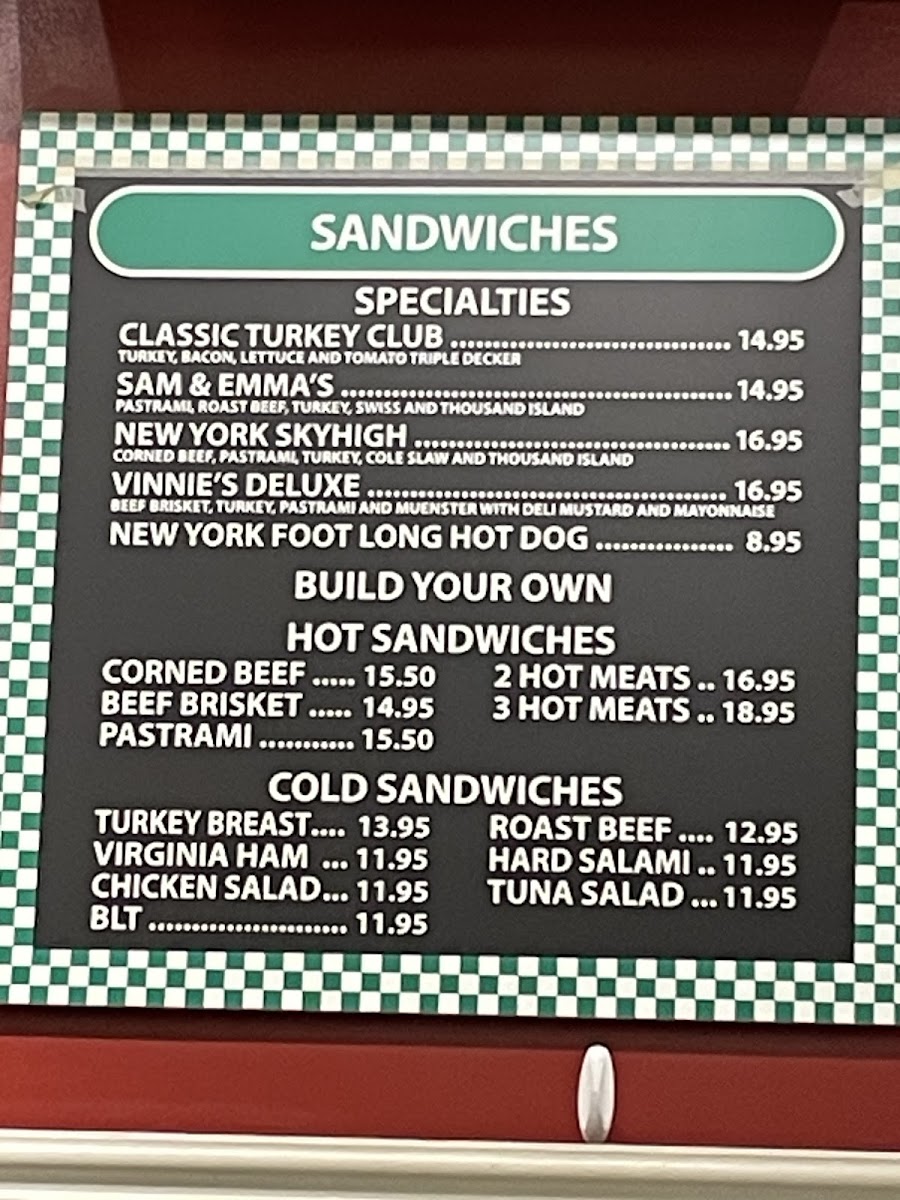 SANDWICHES
SPECIALTIES
CLASSIC TURKEY CLUB ................................ 14.95
TURKEY, BACON, LETTUCE AND TOMATO TRIPLE DECKER
SAM & EMMA'S ............................................ 14.95
PASTRAMI, ROAST BEEF, TURKEY, SWISS AND THOUSAND ISLAND
NEW YORK SKYHIGH .................................... 16.95
CORNED BEEF, PASTRAMI, TURKEY, COLE SLAW AND THOUSAND ISLAND
VINNIE'S DELUXE ......................................... 16.95
BEEF BRISKET, TURKEY, PASTRAMI AND MUENSTER WITH DELI MUSTARD AND MAYONNAISE
NEW YORK FOOT LONG HOT DOG ................ 8.95
BUILD YOUR OWN
HOT SANDWICHES
CORNED BEEF ..... 15.50
BEEF BRISKET ..... 14.95
PASTRAMI ........... 15.50
2 HOT MEATS .. 16.95
3 HOT MEATS .. 18.95
COLD SANDWICHES
TURKEY BREAST.... 13.95
VIRGINIA HAM ... 11.95
CHICKEN SALAD... 11.95
BLT ....................... 11.95
ROAST BEEF .... 12.95
HARD SALAMI .. 11.95
TUNA SALAD ... 11.95